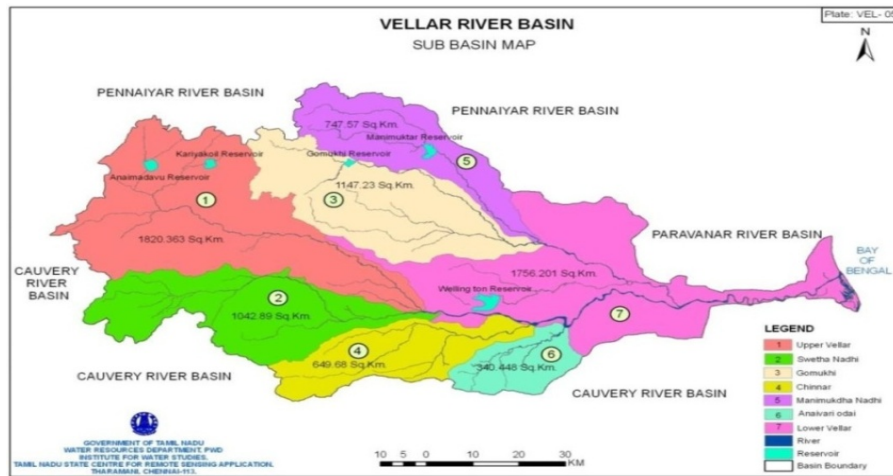 VELLAR RIVER BASIN
SUB BASIN MAP
Plate: VEL- 05
N
PENNAIYAR RIVER BASIN
PENNAIYAR RIVER BASIN
747.57 Sq.Km.
Manimuktar Reservoir
5
Kariyakoil Reservoir
Gomukhi Reservoir
Anaimadavu Reservoir
1147.23 Sq.Km.
1
3
1820.363 Sq.Km.
PARAVANAR RIVER BASIN
BAY
OF
BENGAL
CAUVERY
RIVER
BASIN
1756.201 Sq.Km.
Welling ton Reservoir
2
1042.89 Sq.Km.
7
4
649.68 Sq.Km.
6
340.448 Sq.Km.
CAUVERY RIVER BASIN
CAUVERY RIVER BASIN
LEGEND
1 Upper Vellar
2 Swetha Nadhi
3 Gomukhi
4 Chinnar
5 Manimukdha Nadhi
6 Anaivari odai
7 Lower Vellar
River
Reservoir
Basin Boundary
GOVERNMENT OF TAMIL NADU
WATER RESOURCES DEPARTMENT, PWD
INSTITUTE FOR WATER STUDIES,
TAMIL NADU STATE CENTRE FOR REMOTE SENSING APPLICATION,
THARAMANI, CHENNAI-113.
10 5 0 10 20 30
KM